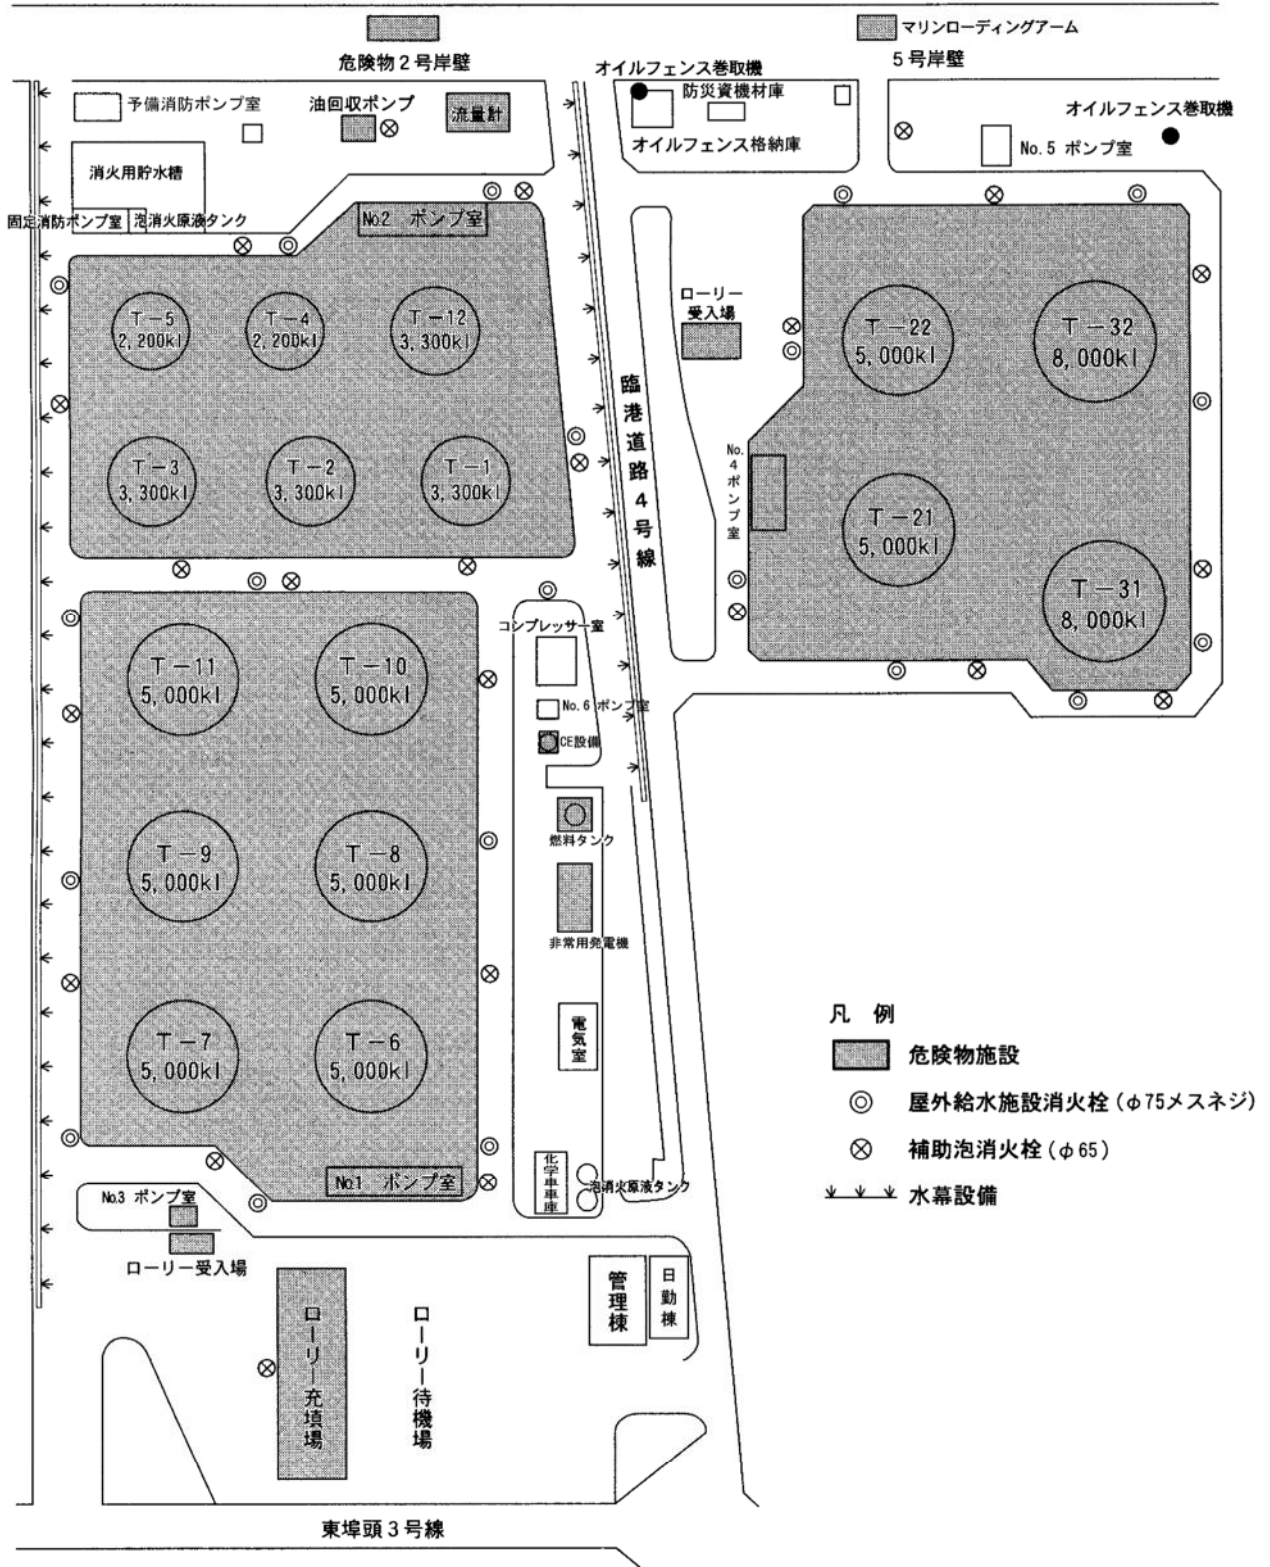 マリンローディングアーム
危険物2号岸壁
5号岸壁
オイルフェンス巻取機
予備消防ポンプ室
油回収ポンプ
流量計
防災資機材庫
オイルフェンス巻取機
オイルフェンス格納庫
No.5 ポンプ室
消火用貯水槽
固定消防ポンプ室
泡消火原液タンク
No.2 ポンプ室
ローリー
受入場
T-5
2,200kl
T-4
2,200kl
T-12
3,300kl
T-22
5,000kl
T-32
8,000kl
臨港道路4号線
T-3
3,300kl
T-2
3,300kl
T-1
3,300kl
No.4ポンプ室
T-21
5,000kl
T-31
8,000kl
コンプレッサー室
T-11
5,000kl
T-10
5,000kl
No.6 ポンプ室
CE設備
燃料タンク
T-9
5,000kl
T-8
5,000kl
非常用発電機
電気室
T-7
5,000kl
T-6
5,000kl
凡 例
危険物施設
屋外給水施設消火栓(φ75メスネジ)
補助泡消火栓(φ65)
水幕設備
化学車車庫
泡消火原液タンク
No.1 ポンプ室
No.3 ポンプ室
ローリー受入場
管理棟
日勤棟
ローリー充填場
ローリー待機場
東埠頭3号線